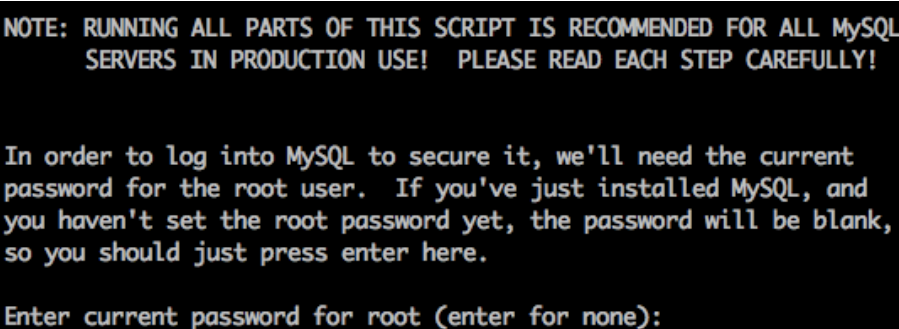 NOTE: RUNNING ALL PARTS OF THIS SCRIPT IS RECOMMENDED FOR ALL MySQL
SERVERS IN PRODUCTION USE!  PLEASE READ EACH STEP CAREFULLY!
In order to log into MySQL to secure it, we'll need the current
password for the root user.  If you've just installed MySQL, and
you haven't set the root password yet, the password will be blank,
so you should just press enter here.
Enter current password for root (enter for none):